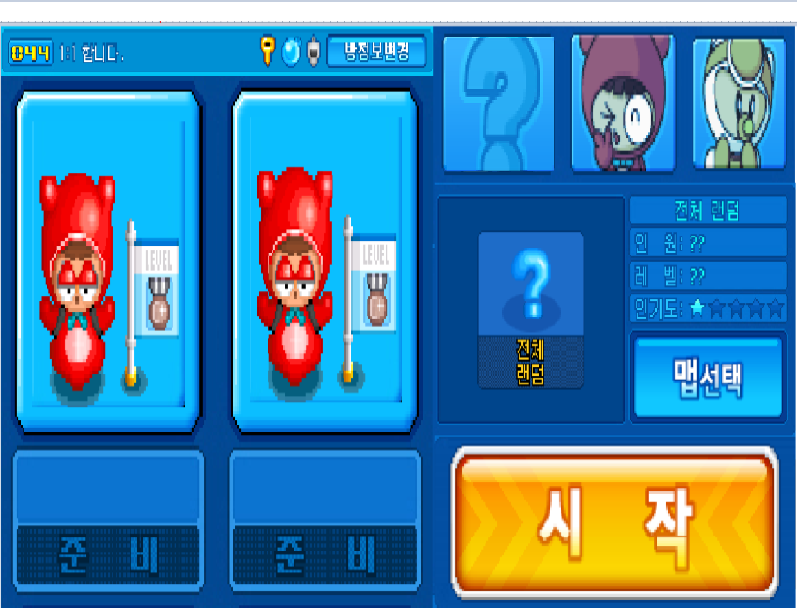 044 1:1 합니다.
방정보변경
LEVEL
LEVEL
전체 랜덤
인 원: ??
레 벨: ??
인기도:
?
전체
랜덤
맵선택
준 비
준 비
시 작